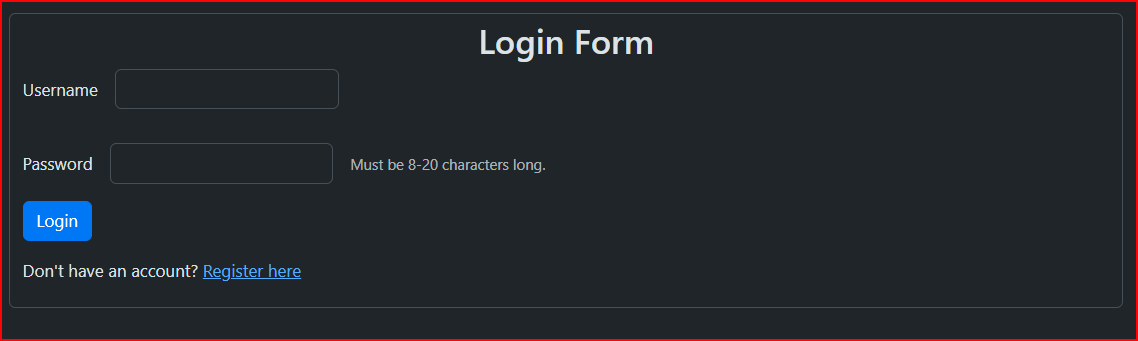 Login Form
Username
Password Must be 8-20 characters long.
Login
Don't have an account? Register here